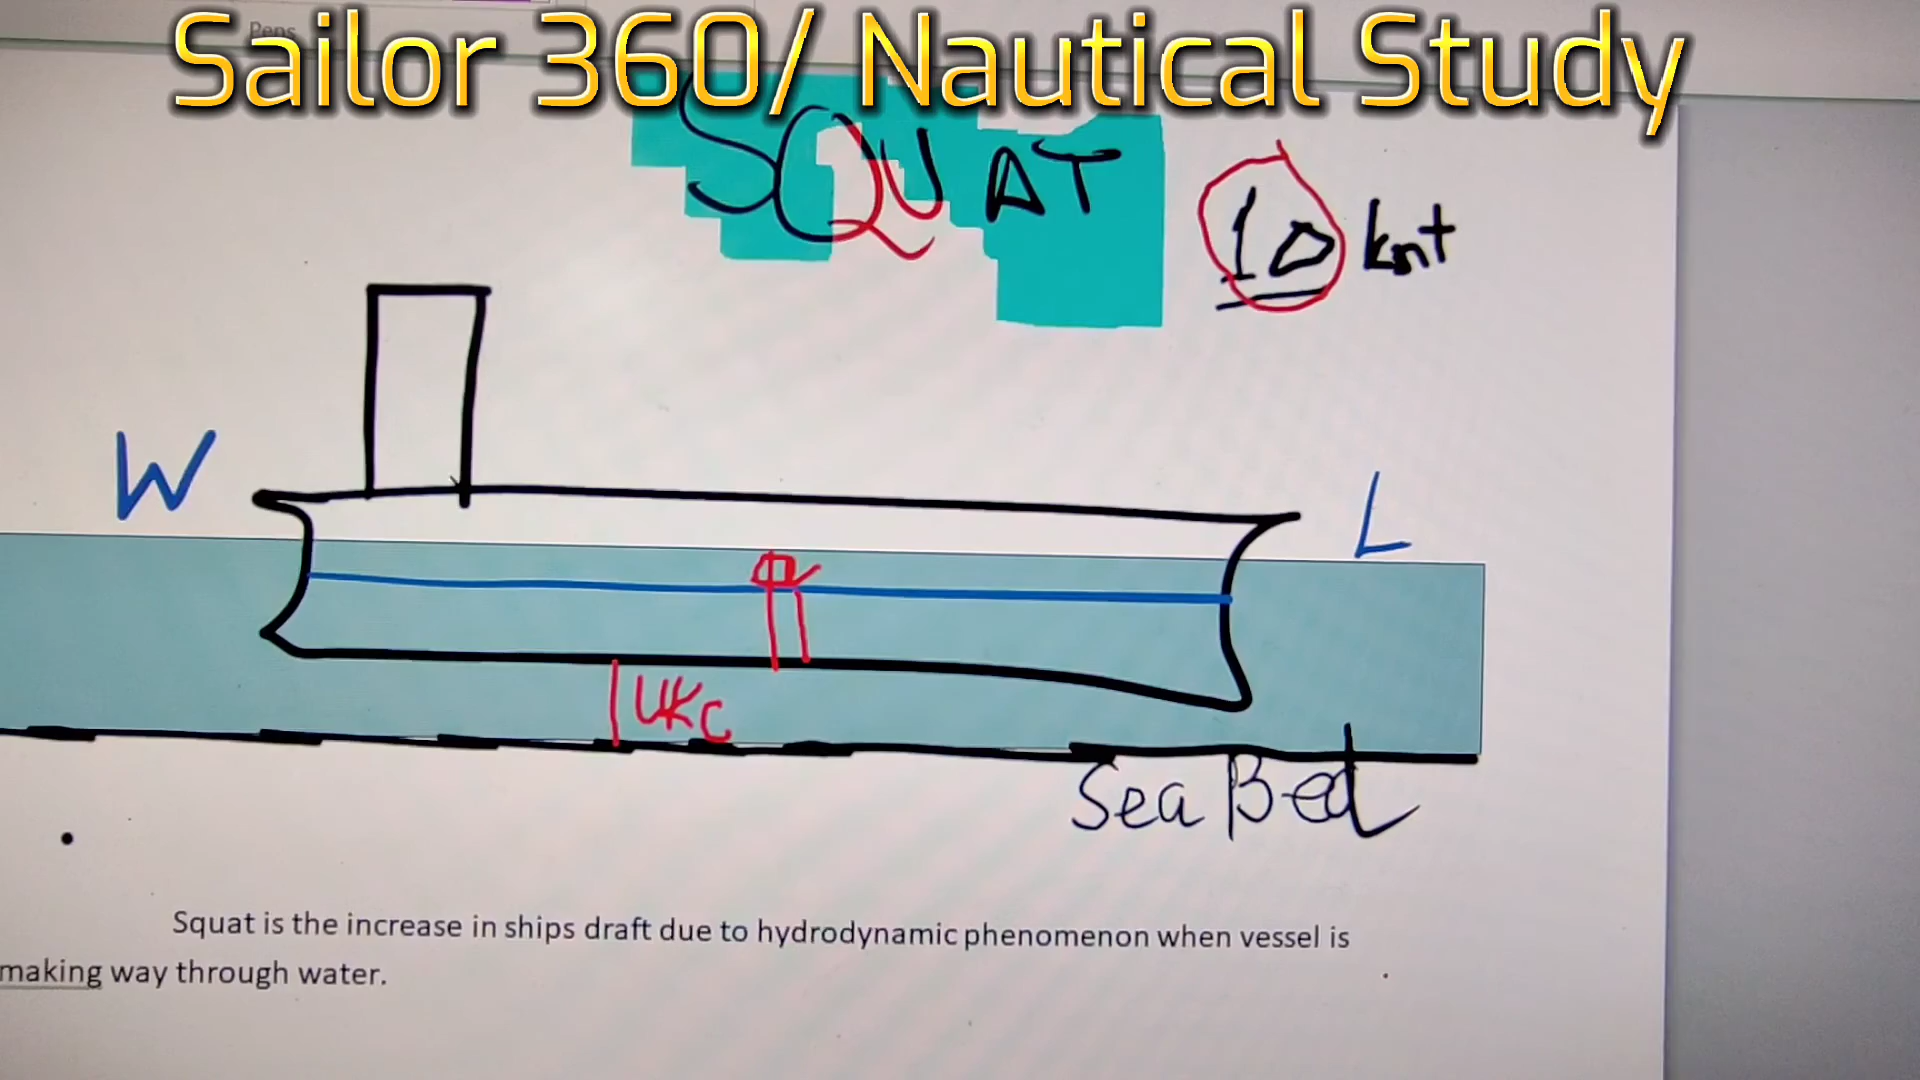 Pens
Sailor 360/ Nautical Study
SQUAT
10 knt
W
L
UKC
Sea Bed
Squat is the increase in ships draft due to hydrodynamic phenomenon when vessel is
making way through water.